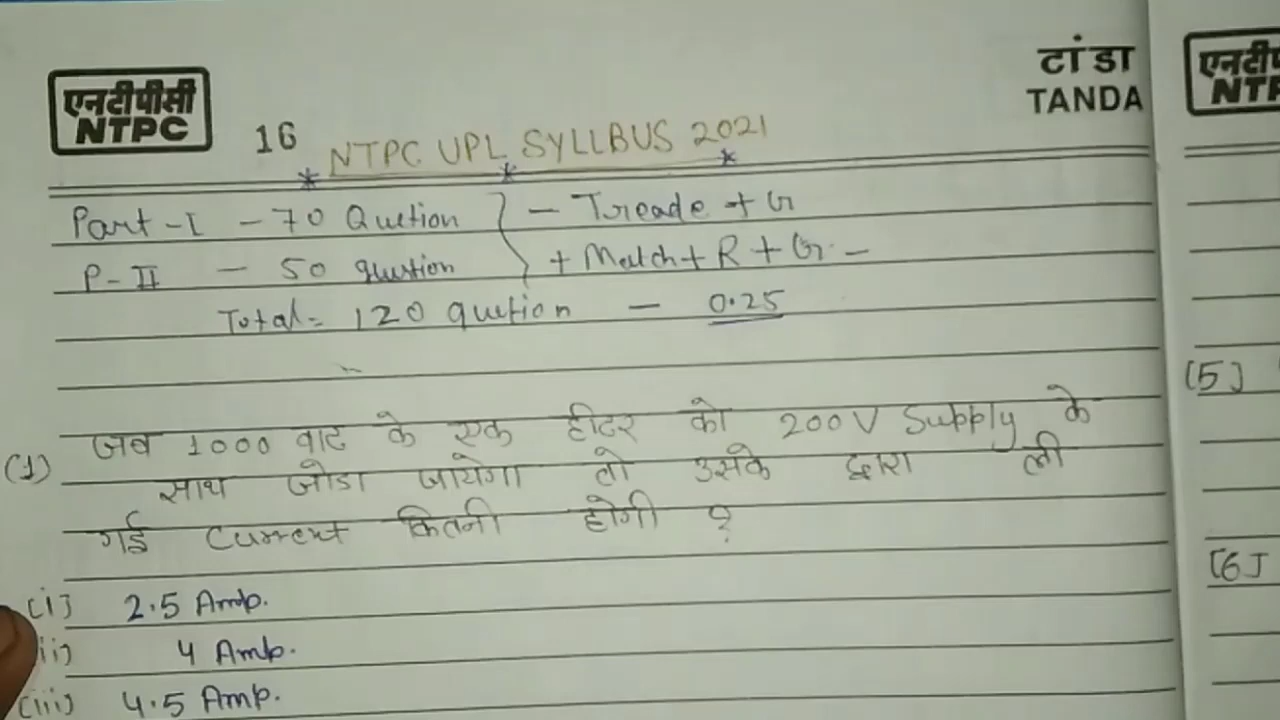 एनटीपीसी
NTPC
16
टांडा
TANDA
NTPC UPL SYLLBUS 2021
Part-I - 70 Quetion } - Treade + G
P-II - 50 qustion + Match + R + G. -
Total = 120 quetion - 0.25
(1) जब 1000 वाट के एक हीटर को 200V Supply के
साथ जोडा जायेगा तो उसके द्वारा ली
गई Current कितनी होगी ?
(i) 2.5 Amp.
ii) 4 Amp.
(iii) 4.5 Amp.
एनटीप
NTP
(5)
(6)